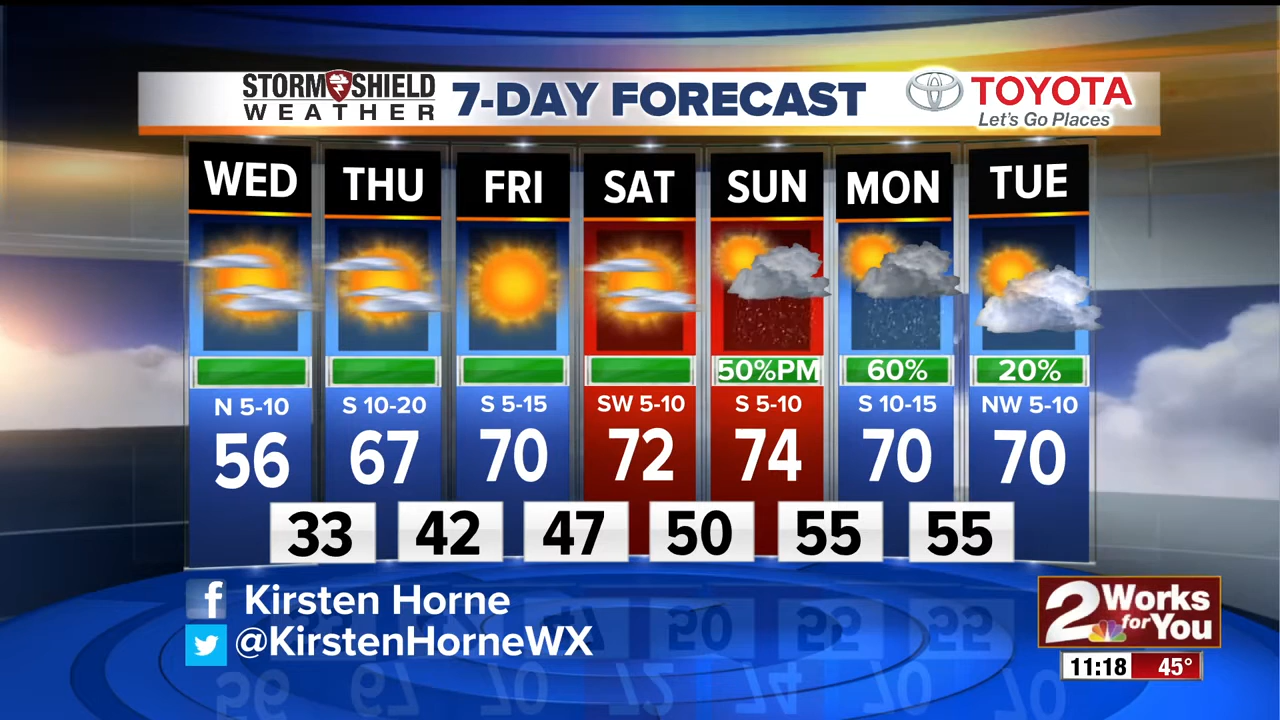 STORM SHIELD
WEATHER
7-DAY FORECAST
TOYOTA
Let's Go Places
WED THU FRI SAT SUN MON TUE
50%PM 60% 20%
N 5-10 S 10-20 S 5-15 SW 5-10 S 5-10 S 10-15 NW 5-10
56 67 70 72 74 70 70
33 42 47 50 55 55
f Kirsten Horne
@KirstenHorneWX
2 Works
for You
11:18 45°